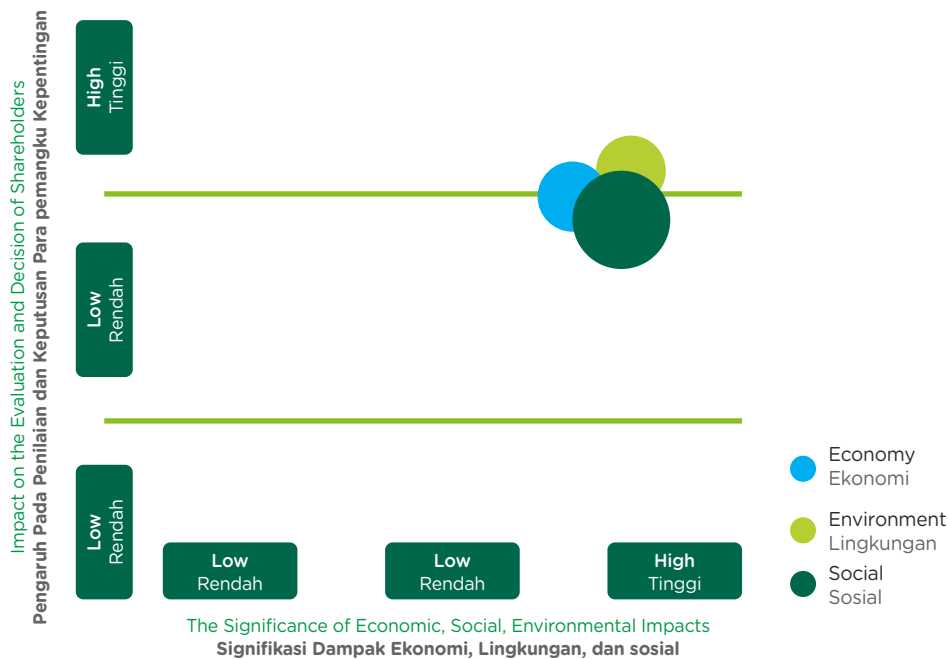 Impact on the Evaluation and Decision of Shareholders
Pengaruh Pada Penilaian dan Keputusan Para pemangku Kepentingan
High
Tinggi
Low
Rendah
Low
Rendah
Low
Rendah
Low
Rendah
High
Tinggi
The Significance of Economic, Social, Environmental Impacts
Signifikasi Dampak Ekonomi, Lingkungan, dan sosial
Economy
Ekonomi
Environment
Lingkungan
Social
Sosial